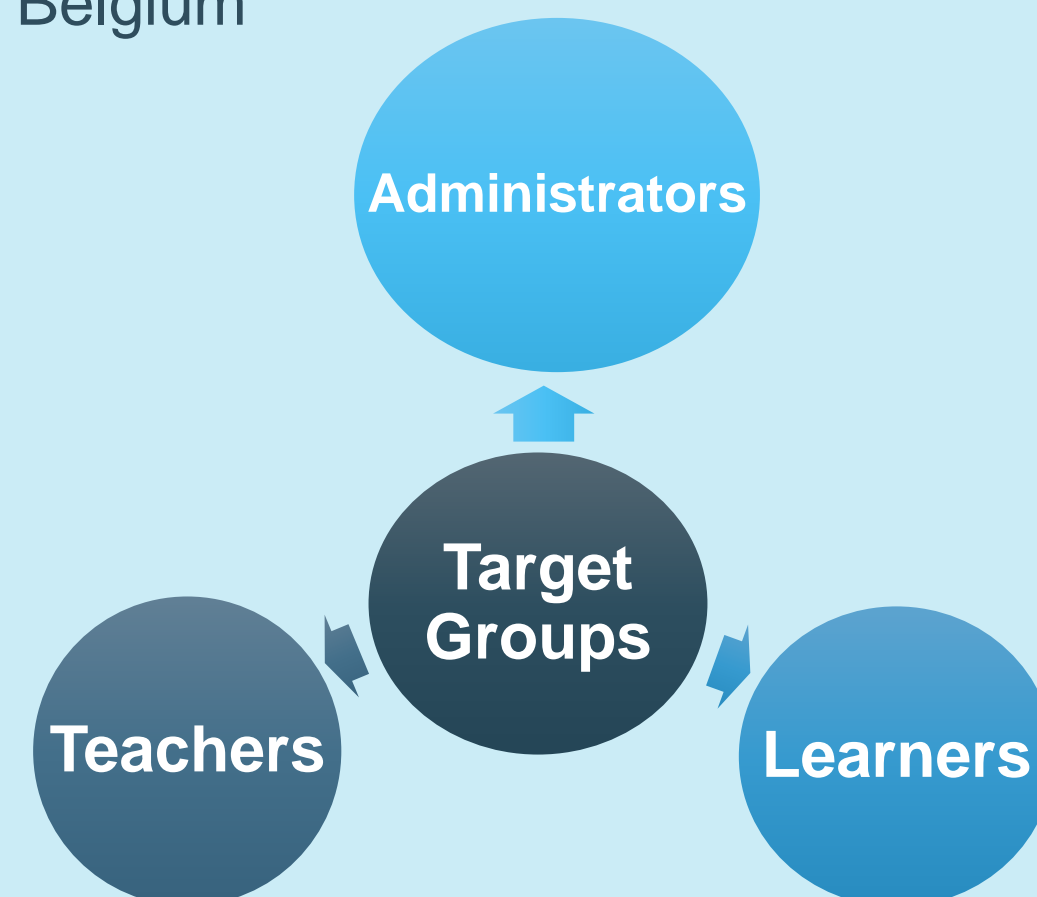 Belgium
Administrators
Target
Groups
Teachers
Learners